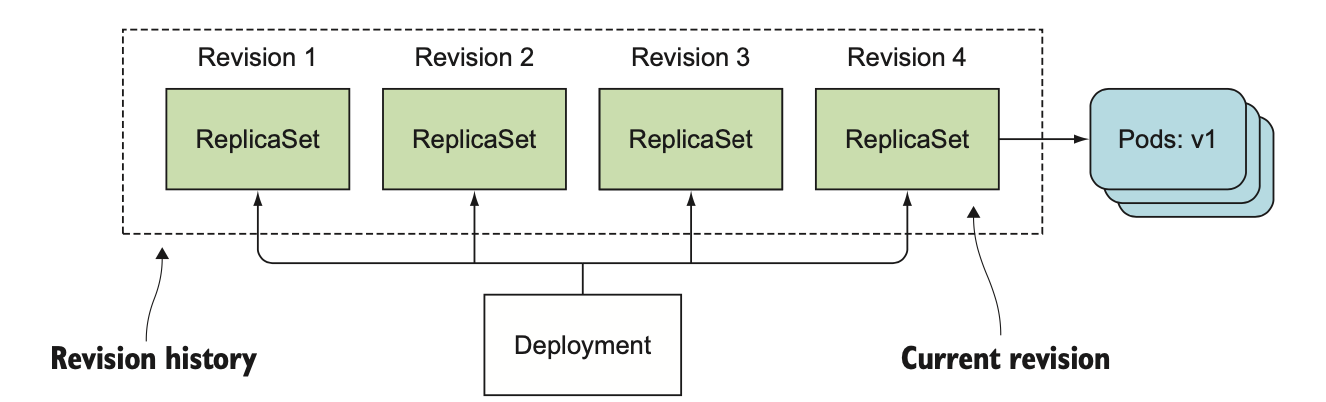 Revision 1
Revision 2
Revision 3
Revision 4
ReplicaSet
ReplicaSet
ReplicaSet
ReplicaSet
Pods: v1
Deployment
Revision history
Current revision